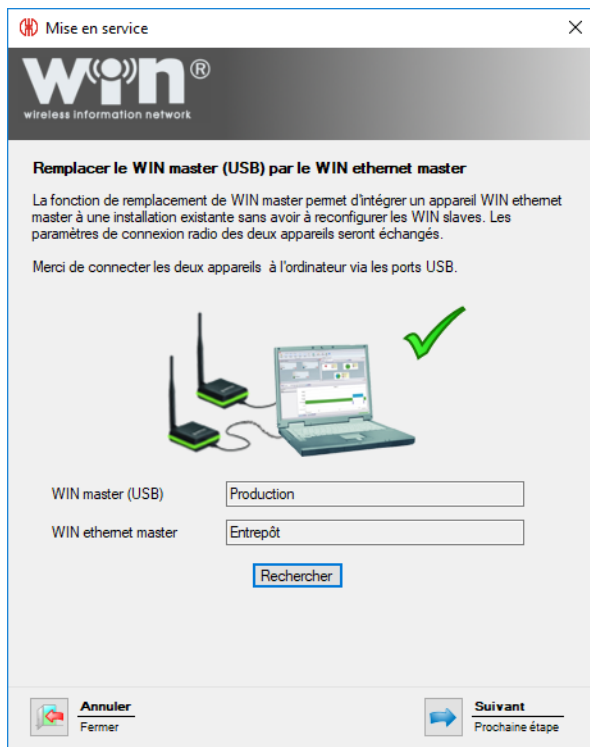 Mise en service
WIN®
wireless information network
Remplacer le WIN master (USB) par le WIN ethernet master
La fonction de remplacement de WIN master permet d'intégrer un appareil WIN ethernet
master à une installation existante sans avoir à reconfigurer les WIN slaves. Les
paramètres de connexion radio des deux appareils seront échangés.
Merci de connecter les deux appareils à l'ordinateur via les ports USB.
WIN master (USB)
Production
WIN ethernet master
Entrepôt
Rechercher
Annuler
Fermer
Suivant
Prochaine étape